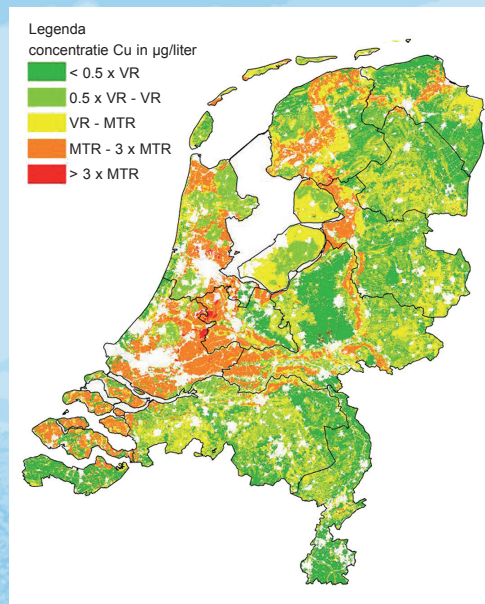 Legenda
concentratie Cu in µg/liter
< 0.5 x VR
0.5 x VR - VR
VR - MTR
MTR - 3 x MTR
> 3 x MTR